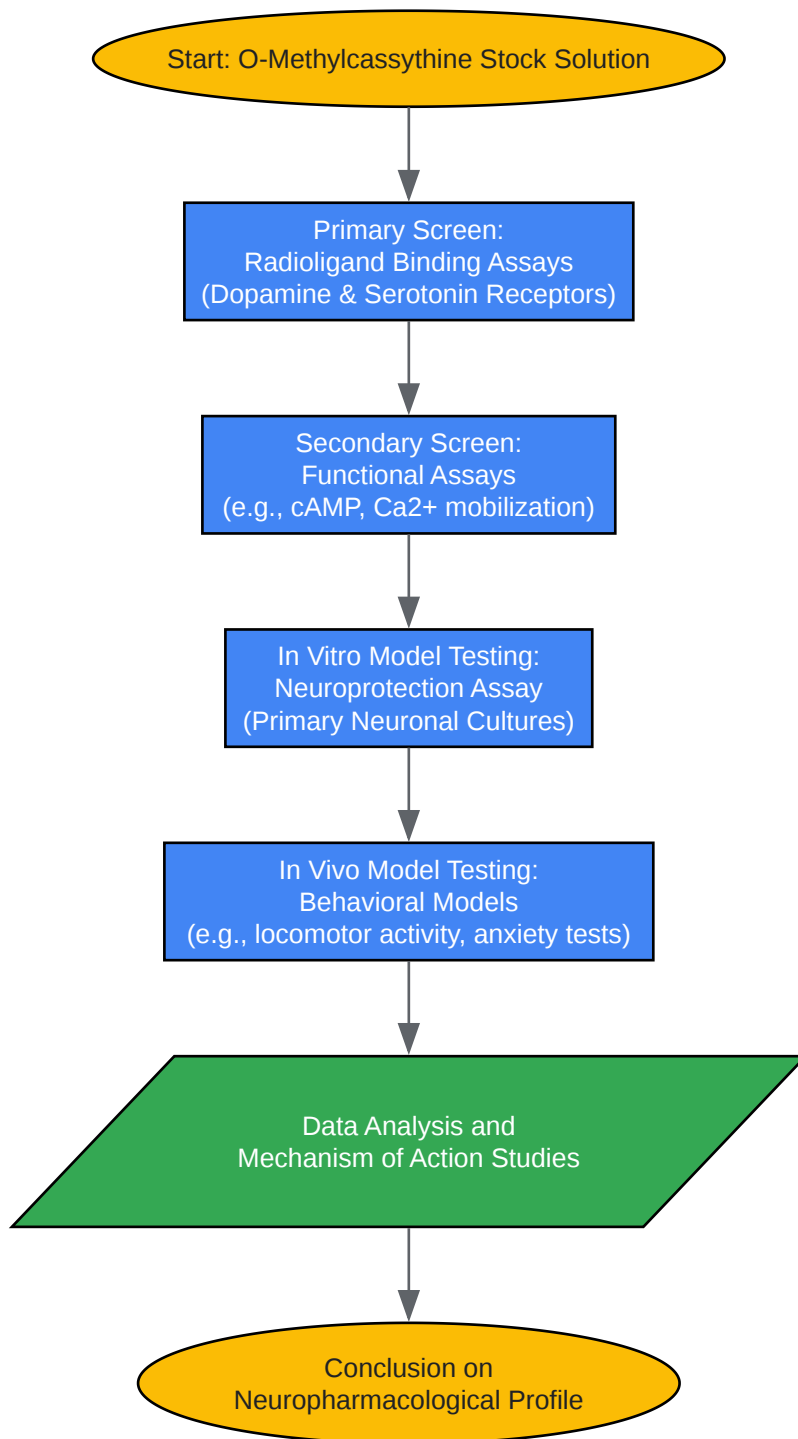 Start: O-Methylcassythine Stock Solution
Primary Screen:
Radioligand Binding Assays
(Dopamine & Serotonin Receptors)
Secondary Screen:
Functional Assays
(e.g., cAMP, Ca2+ mobilization)
In Vitro Model Testing:
Neuroprotection Assay
(Primary Neuronal Cultures)
In Vivo Model Testing:
Behavioral Models
(e.g., locomotor activity, anxiety tests)
Data Analysis and
Mechanism of Action Studies
Conclusion on
Neuropharmacological Profile